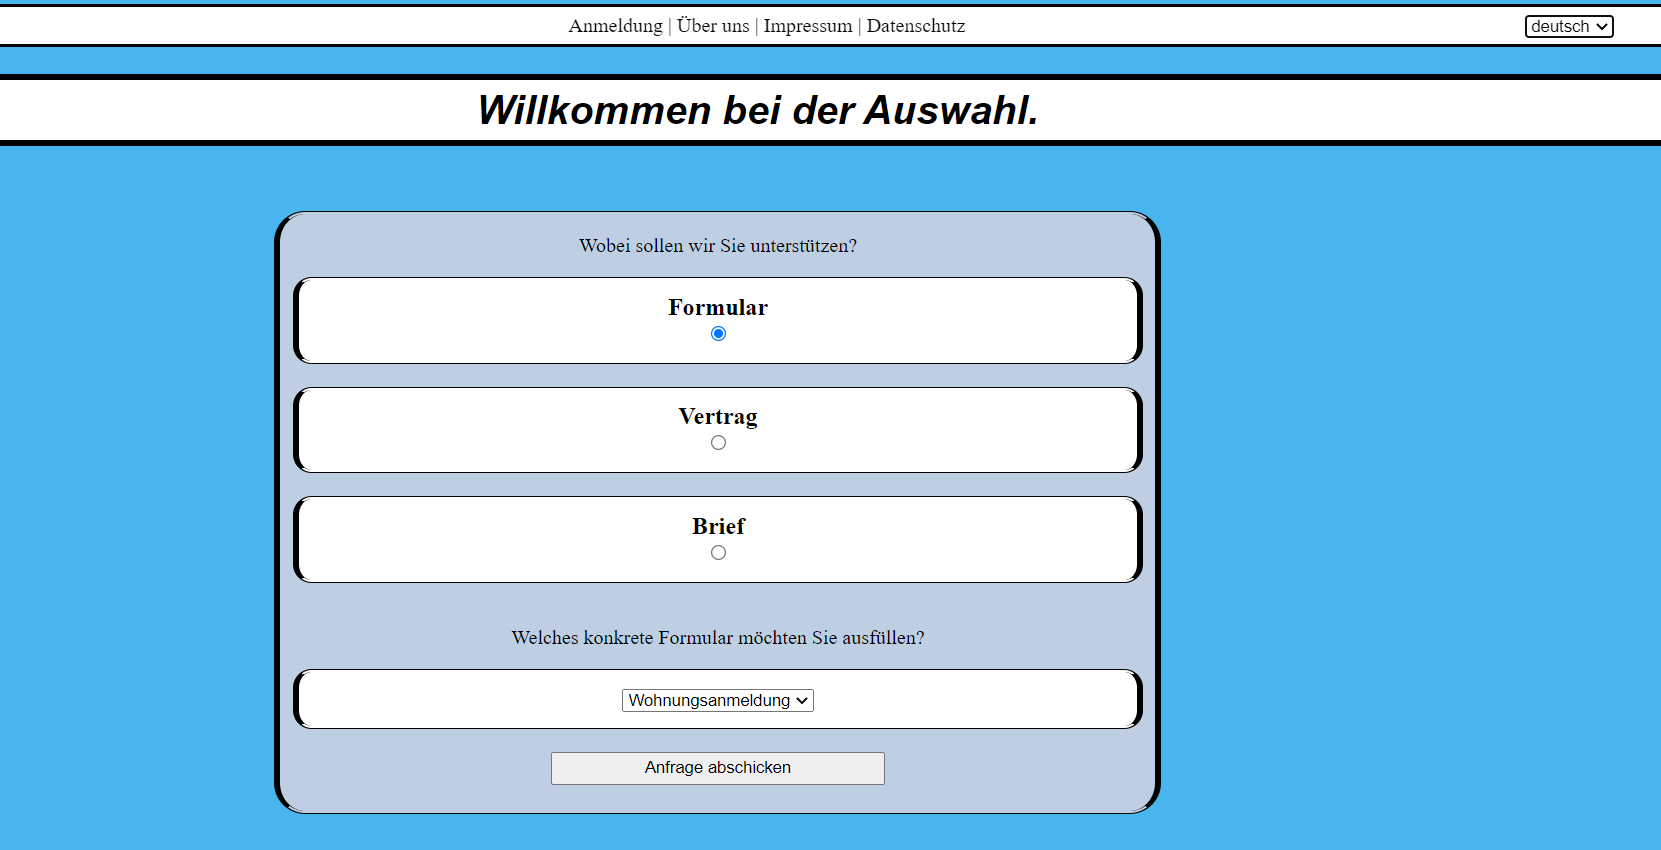 Anmeldung | Über uns | Impressum | Datenschutz deutsch
Willkommen bei der Auswahl.
Wobei sollen wir Sie unterstützen?
Formular
Vertrag
Brief
Welches konkrete Formular möchten Sie ausfüllen?
Wohnungsanmeldung
Anfrage abschicken